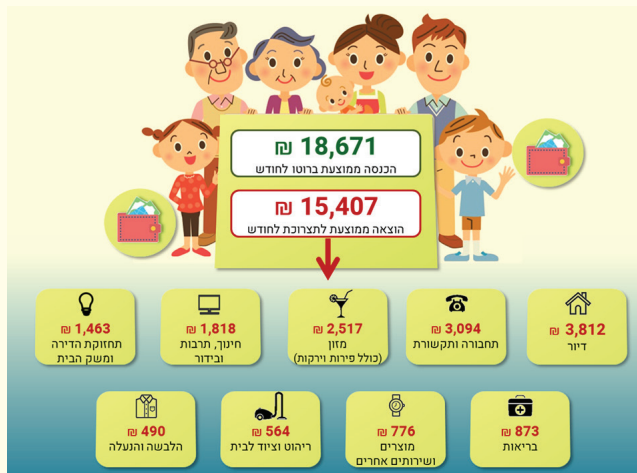 18,671 ₪
הכנסה ממוצעת ברוטו לחודש
15,407 ₪
הוצאה ממוצעת לתצרוכת לחודש
3,812 ₪
דיור
3,094 ₪
תחבורה ותקשורת
2,517 ₪
מזון
(כולל פירות וירקות)
1,818 ₪
חינוך, תרבות
ובידור
1,463 ₪
תחזוקת הדירה
ומשק הבית
873 ₪
בריאות
776 ₪
מוצרים
ושירותים אחרים
564 ₪
ריהוט וציוד לבית
490 ₪
הלבשה והנעלה